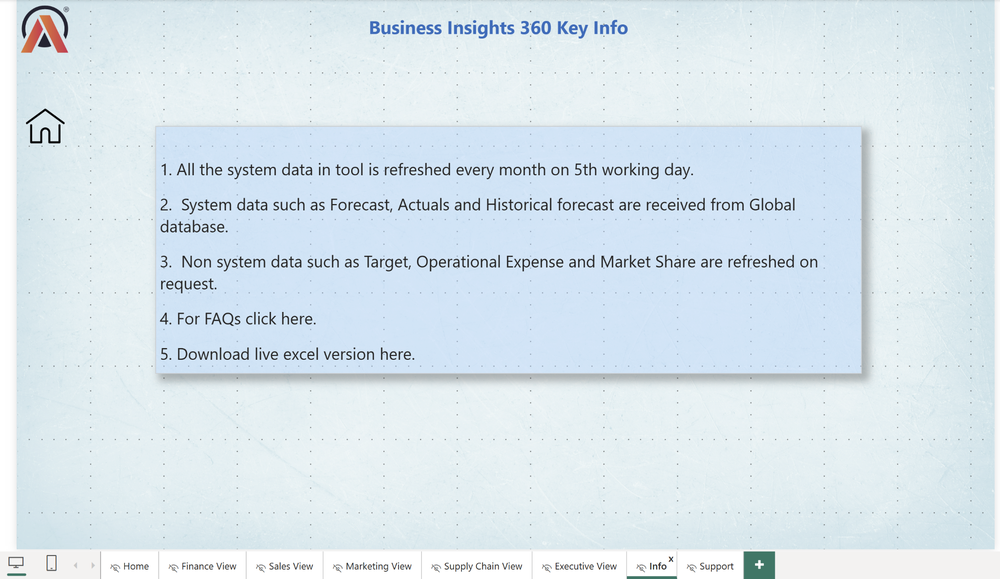 ®
Business Insights 360 Key Info
1. All the system data in tool is refreshed every month on 5th working day.
2.  System data such as Forecast, Actuals and Historical forecast are received from Global
database.
3.  Non system data such as Target, Operational Expense and Market Share are refreshed on
request.
4. For FAQs click here.
5. Download live excel version here.
Home Finance View Sales View Marketing View Supply Chain View Executive View Info x Support +